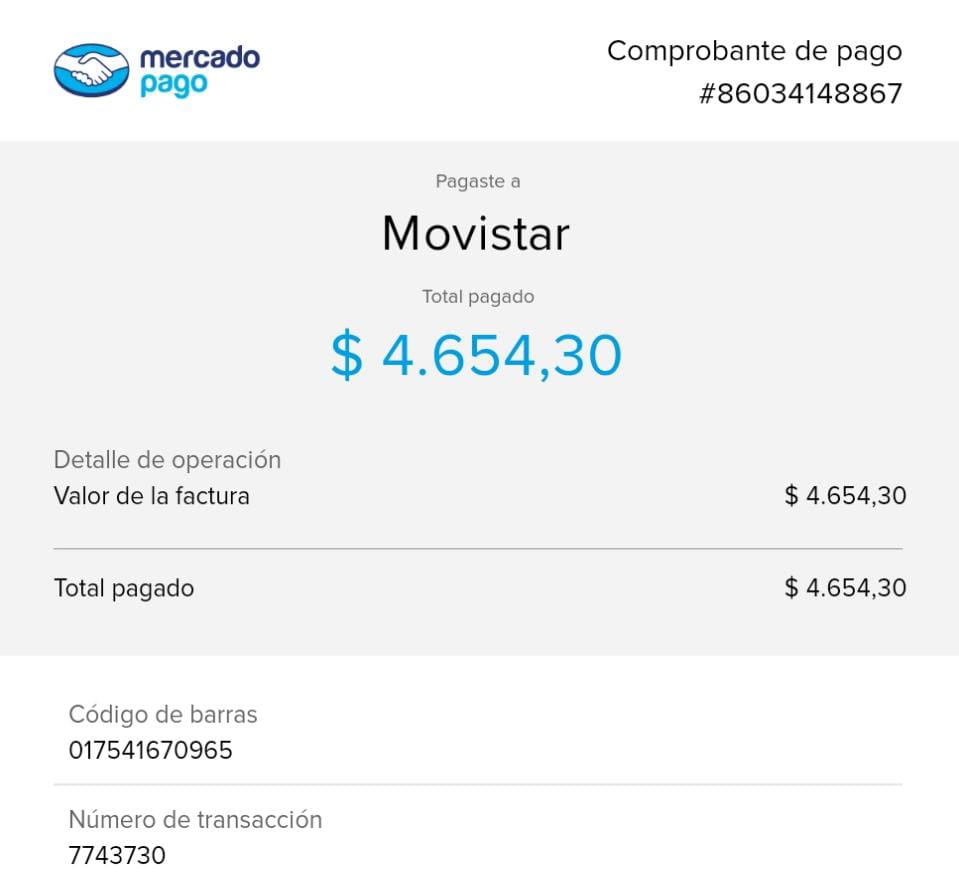 mercado
pago
Comprobante de pago
#86034148867
Pagaste a
Movistar
Total pagado
$ 4.654,30
Detalle de operación
Valor de la factura $ 4.654,30
Total pagado $ 4.654,30
Código de barras
017541670965
Número de transacción
7743730